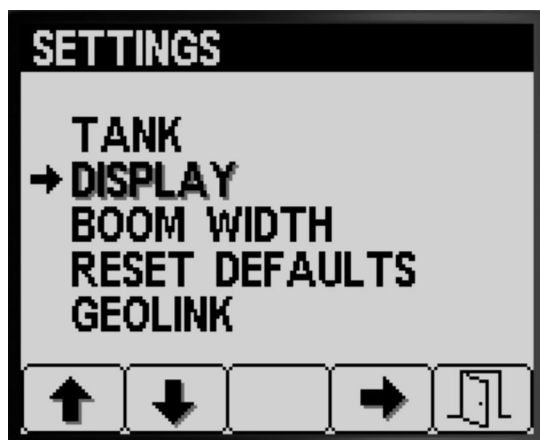 SETTINGS
TANK
DISPLAY
BOOM WIDTH
RESET DEFAULTS
GEOLINK